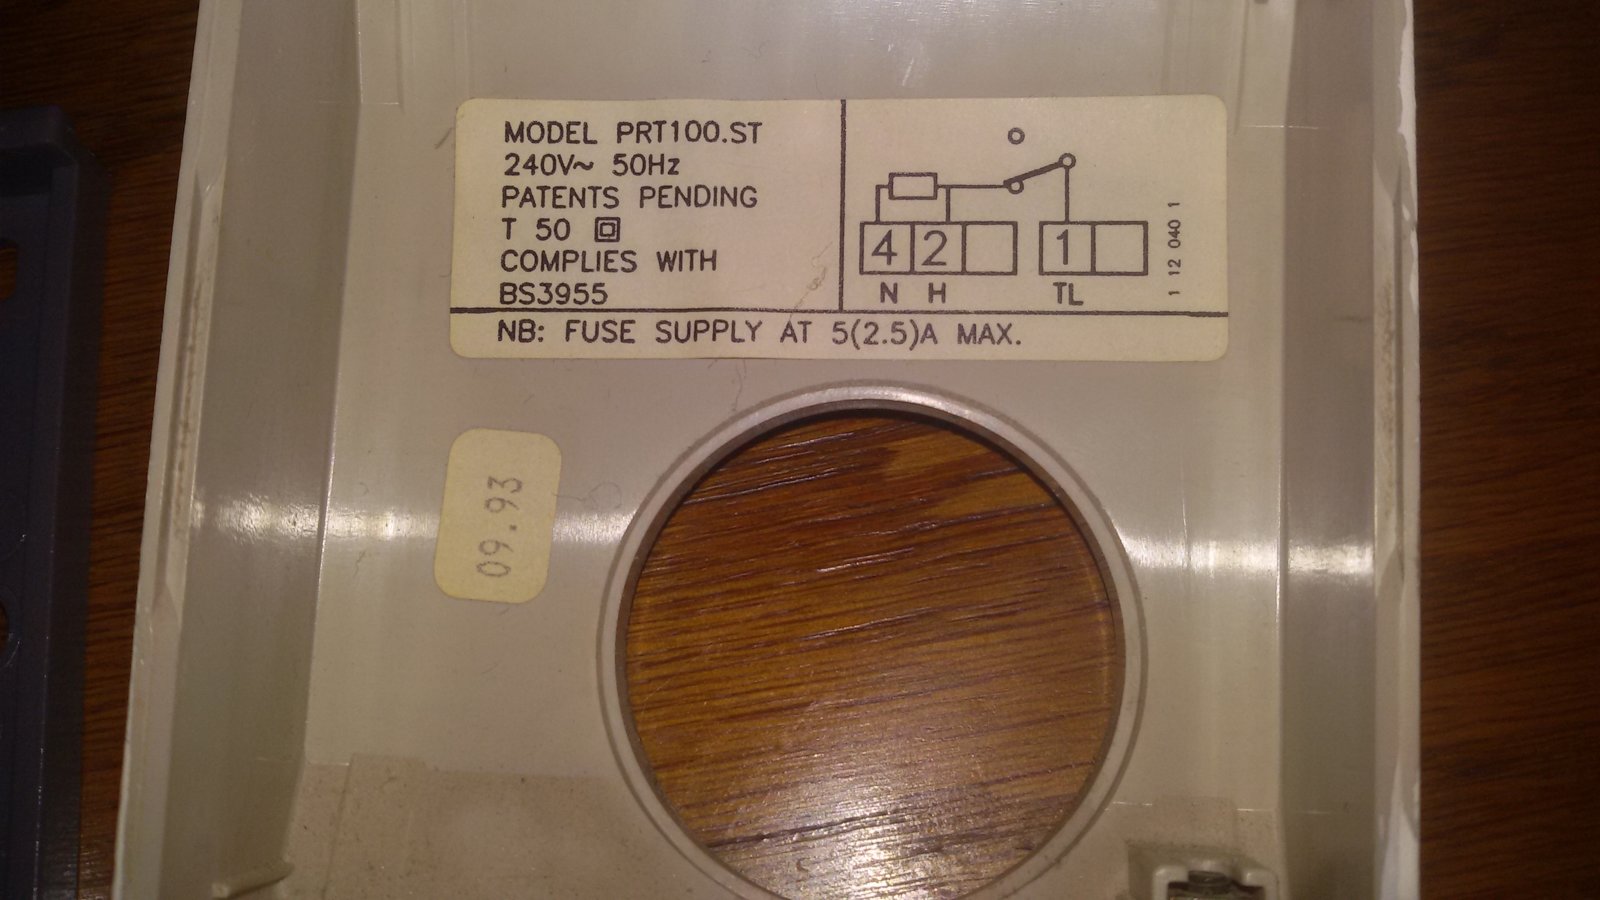 MODEL PRT100.ST
240V~ 50Hz
PATENTS PENDING
T 50
COMPLIES WITH
BS3955
4 2 1
N H TL
1 12 040 1
NB: FUSE SUPPLY AT 5(2.5)A MAX.
09.93